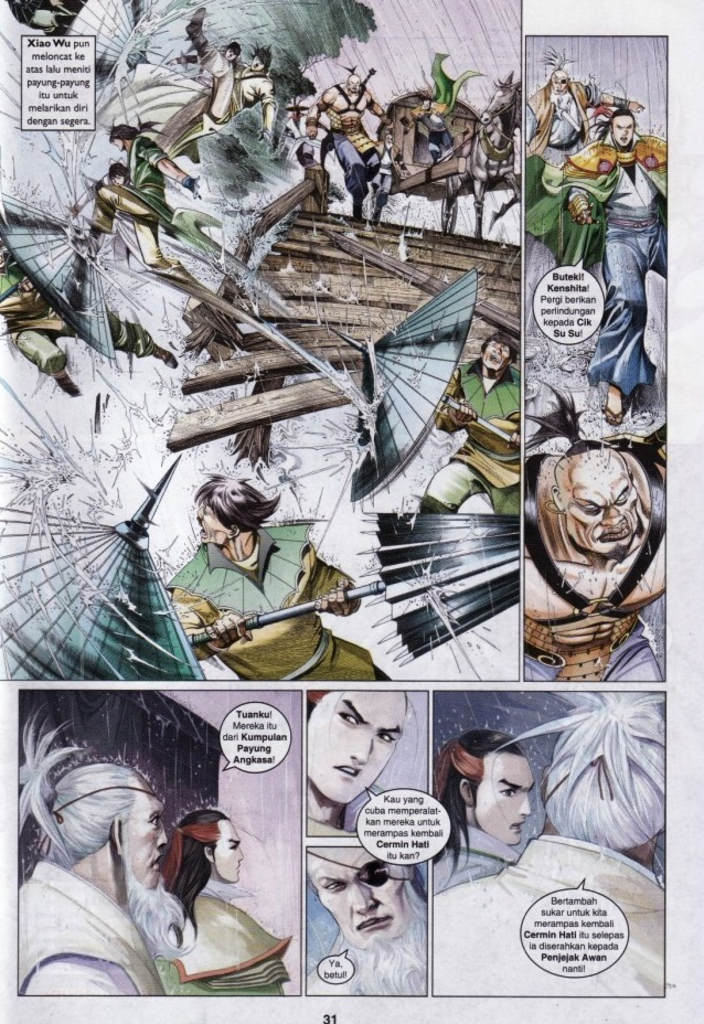 Xiao Wu pun
meloncat ke
atas lalu meniti
payung-payung
itu untuk
melarikan diri
dengan segera.
Buteki!
Kenshita!
Pergi berikan
perlindungan
kepada Cik
Su Su!
Tuanku!
Mereka itu
dari Kumpulan
Payung
Angkasa!
Kau yang
cuba memperalat-
kan mereka untuk
merampas kembali
Cermin Hati
itu kan?
Ya,
betul!
Bertambah
sukar untuk kita
merampas kembali
Cermin Hati itu selepas
ia diserahkan kepada
Penjejak Awan
nanti!
31